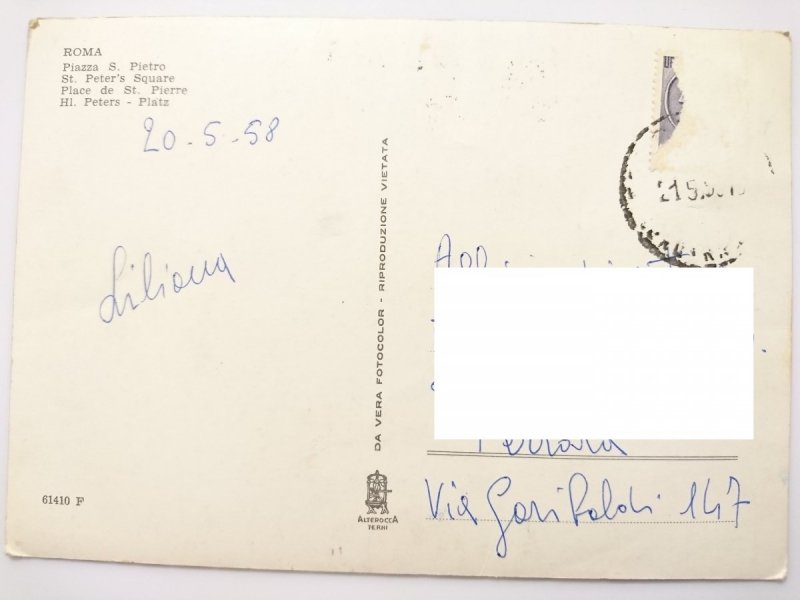 ROMA
Piazza S. Pietro
St. Peter's Square
Place de St. Pierre
Hl. Peters - Platz
20-5-58
Liliana
61410 F
DA VERA FOTOCOLOR - RIPRODUZIONE VIETATA
ALTEROCCA
TERNI
Ferrara
Via Garibaldi 147